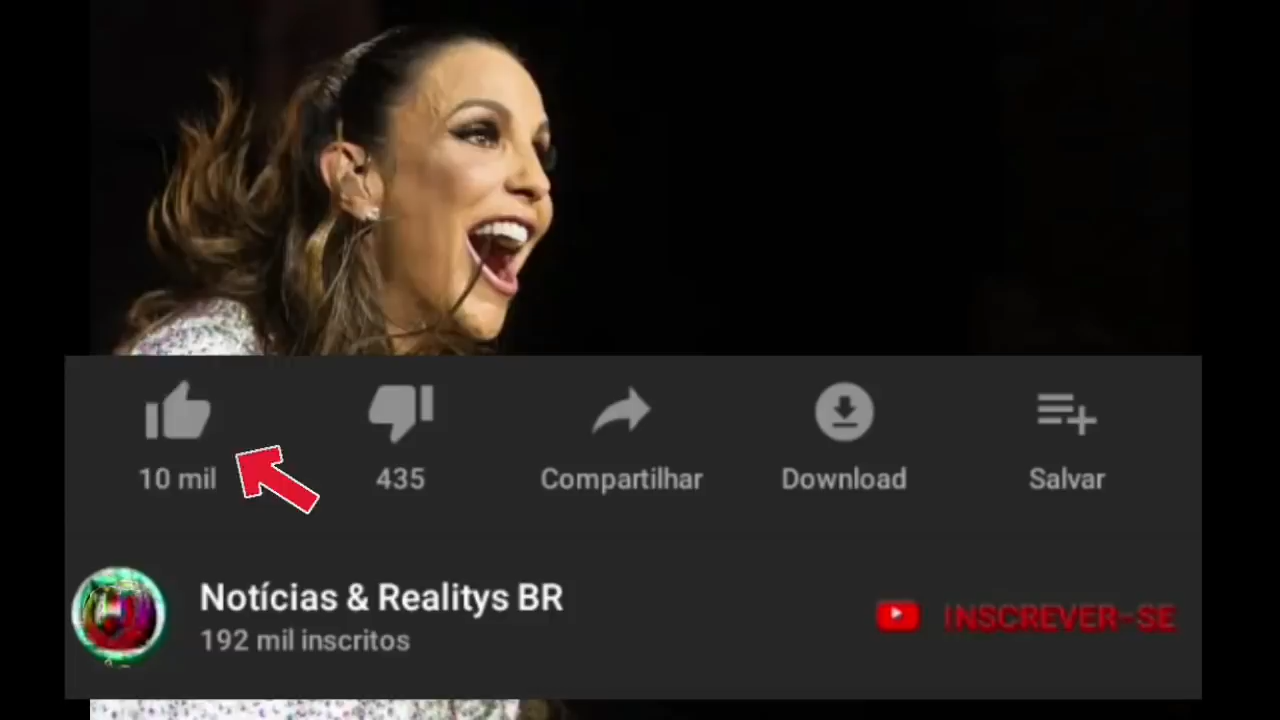 10 mil
435
Compartilhar
Download
Salvar
Notícias & Realitys BR
192 mil inscritos
INSCREVER-SE